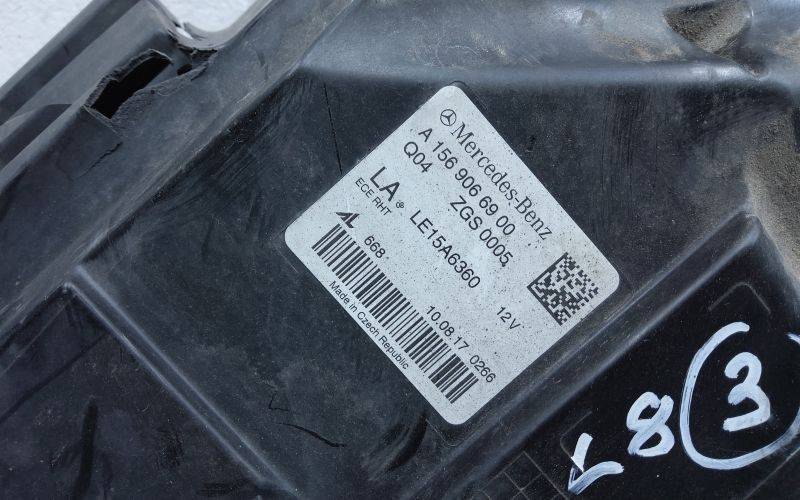 Mercedes-Benz
A 156 906 69 00
Q04 ZGS 0005
LA LE15A6360 12V
ECE RHT
AL 668 10.08.17 0266
Made in Czech Republic
L8 3